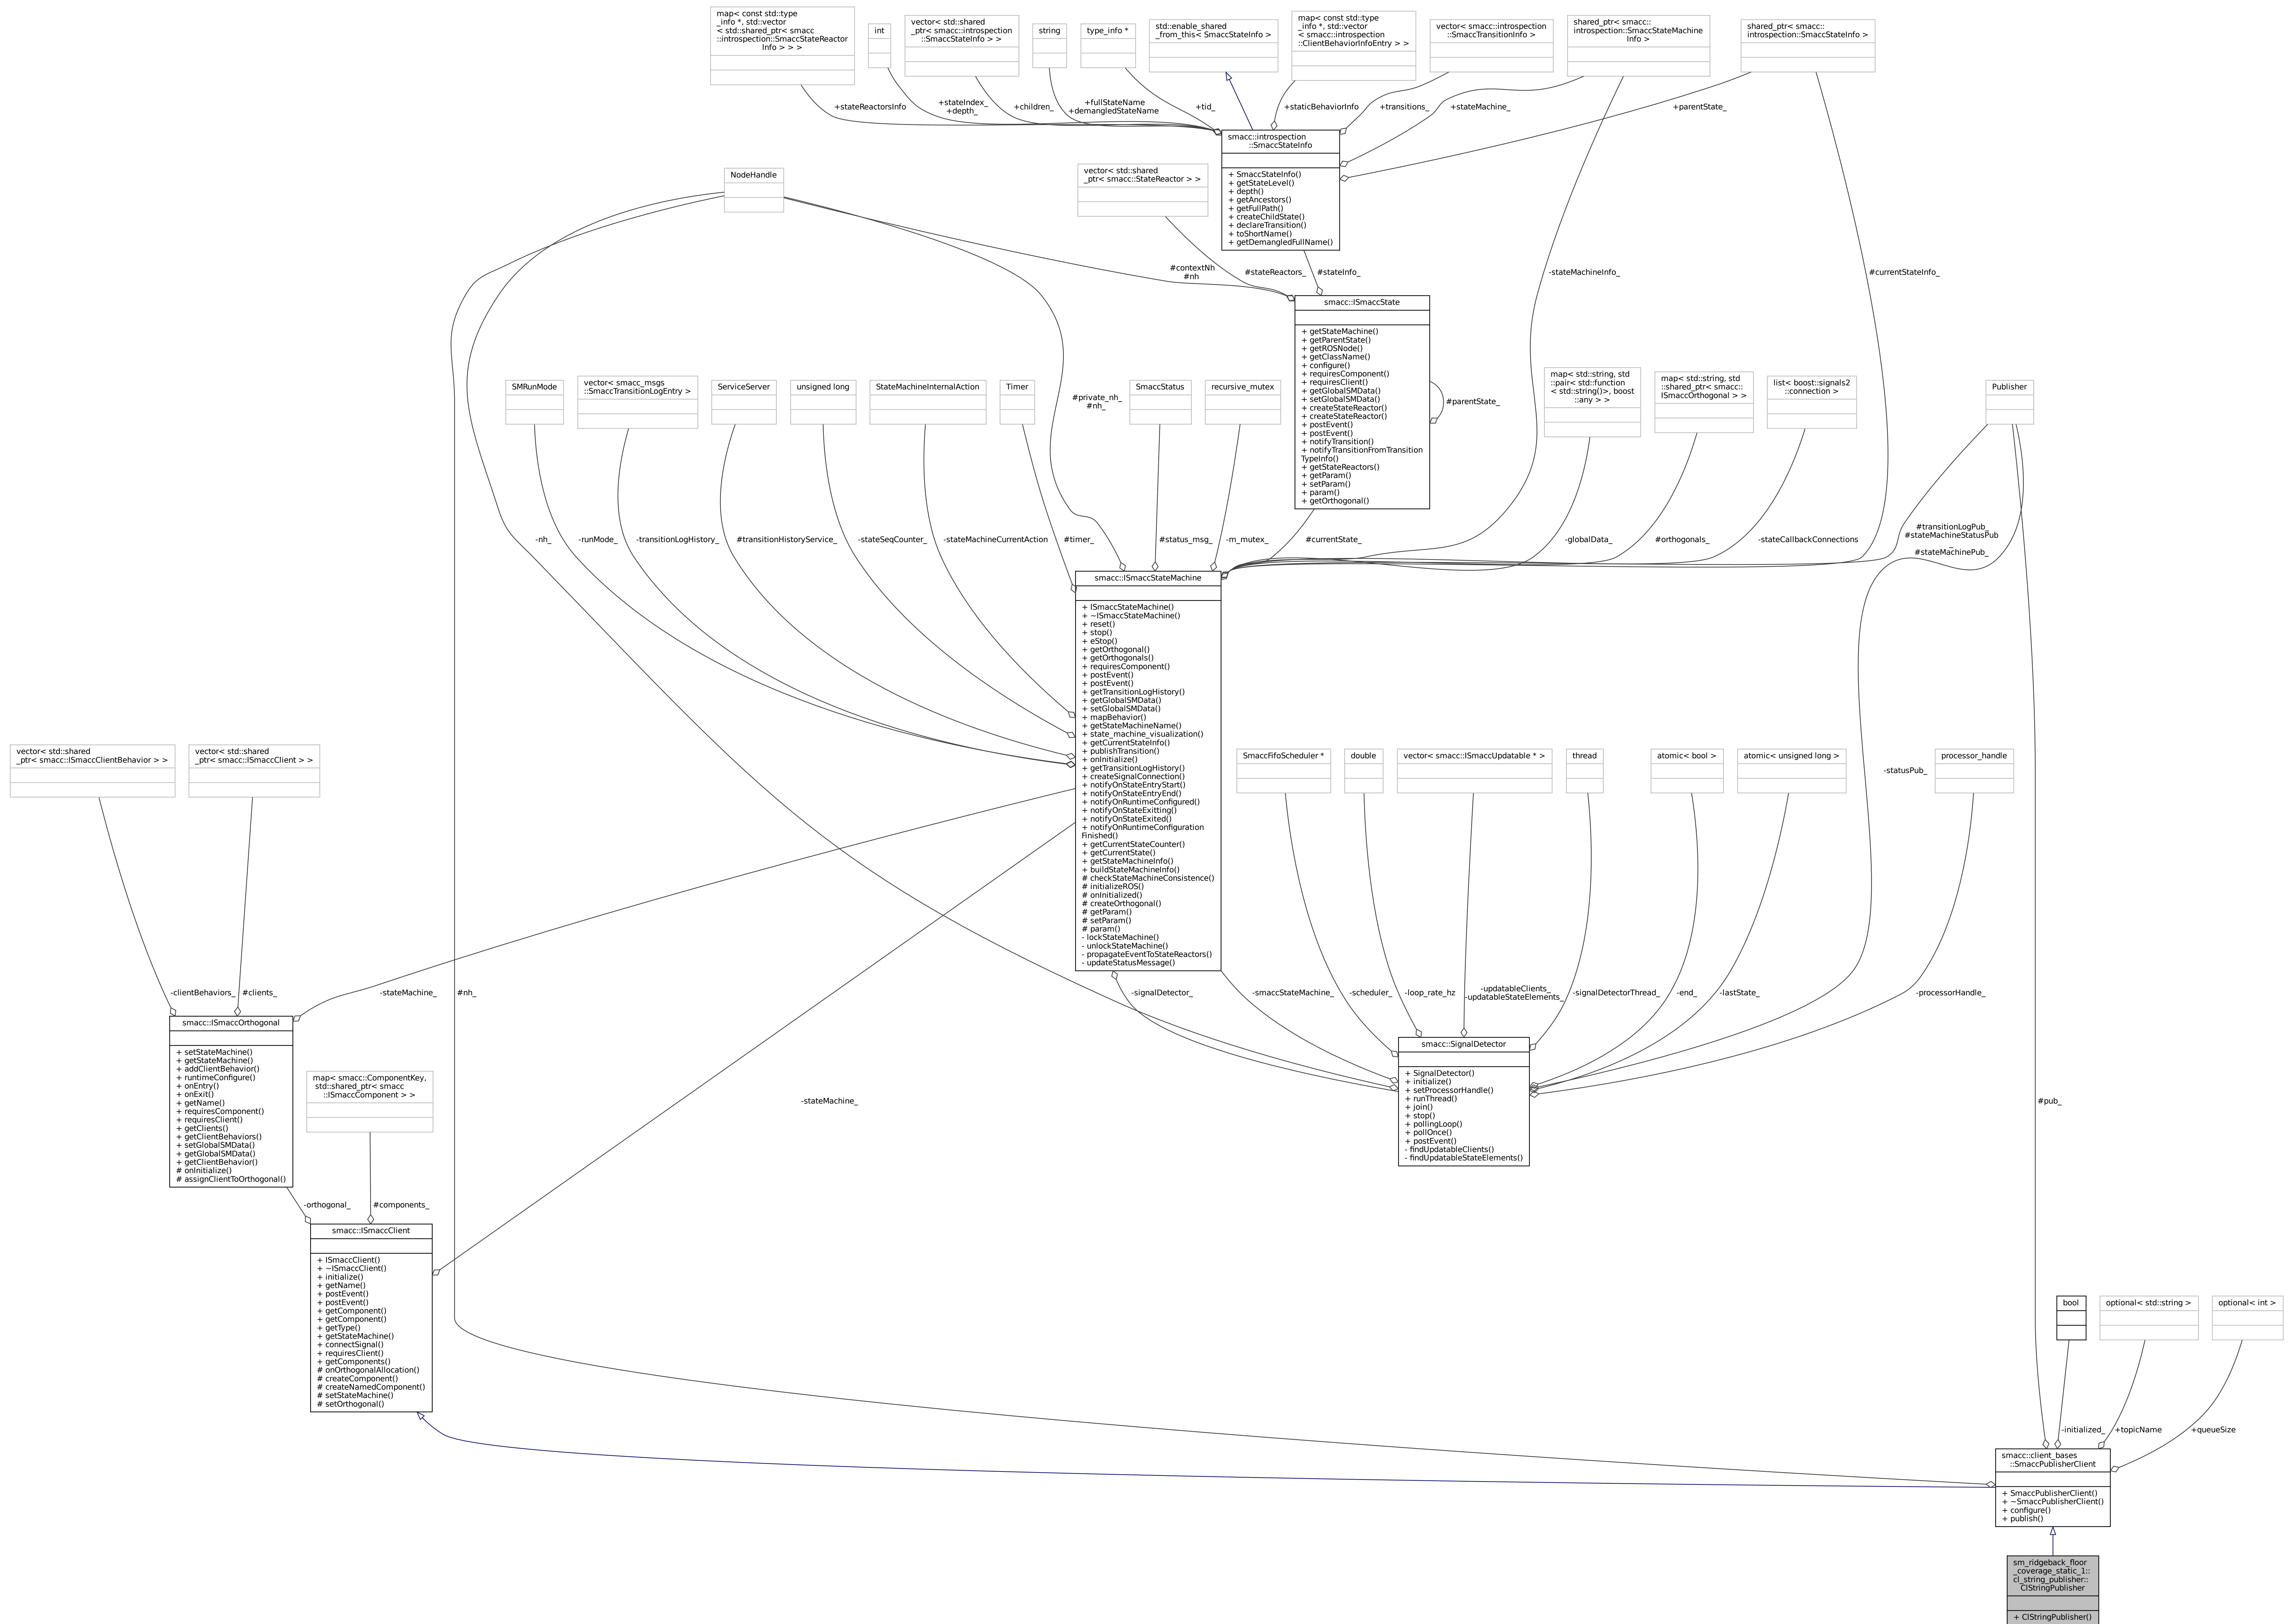 map< const std::type
_info *, std::vector
< std::shared_ptr< smacc
::introspection::SmaccStateReactor
Info > > >
int
vector< std::shared
_ptr< smacc::introspection
::SmaccStateInfo > >
string
type_info *
std::enable_shared
_from_this< SmaccStateInfo >
map< const std::type
_info *, std::vector
< smacc::introspection
::ClientBehaviorInfoEntry > >
vector< smacc::introspection
::SmaccTransitionInfo >
shared_ptr< smacc::
introspection::SmaccStateMachine
Info >
shared_ptr< smacc::
introspection::SmaccStateInfo >
+stateReactorsInfo
+stateIndex_
+depth_
+children_
+fullStateName
+demangledStateName
+tid_
+staticBehaviorInfo
+transitions_
+stateMachine_
+parentState_
smacc::introspection
::SmaccStateInfo
+ SmaccStateInfo()
+ getStateLevel()
+ depth()
+ getAncestors()
+ getFullPath()
+ createChildState()
+ declareTransition()
+ toShortName()
+ getDemangledFullName()
NodeHandle
vector< std::shared
_ptr< smacc::StateReactor > >
#contextNh
#nh
#stateReactors_
#stateInfo_
-stateMachineInfo_
#currentStateInfo_
smacc::ISmaccState
+ getStateMachine()
+ getParentState()
+ getROSNode()
+ getClassName()
+ configure()
+ requiresComponent()
+ requiresClient()
+ getGlobalSMData()
+ setGlobalSMData()
+ createStateReactor()
+ createStateReactor()
+ postEvent()
+ postEvent()
+ notifyTransition()
+ notifyTransitionFromTransition
TypeInfo()
+ getStateReactors()
+ getParam()
+ setParam()
+ param()
+ getOrthogonal()
#parentState_
SMRunMode
vector< smacc_msgs
::SmaccTransitionLogEntry >
ServiceServer
unsigned long
StateMachineInternalAction
Timer
#private_nh_
#nh_
SmaccStatus
recursive_mutex
map< std::string, std
::pair< std::function
< std::string()>, boost
::any > >
map< std::string, std
::shared_ptr< smacc::
ISmaccOrthogonal > >
list< boost::signals2
::connection >
Publisher
-nh_
-runMode_
-transitionLogHistory_
#transitionHistoryService_
-stateSeqCounter_
-stateMachineCurrentAction
#timer_
#status_msg_
-m_mutex_
#currentState_
-globalData_
#orthogonals_
-stateCallbackConnections
#transitionLogPub_
#stateMachineStatusPub
_
#stateMachinePub_
smacc::ISmaccStateMachine
+ ISmaccStateMachine()
+ ~ISmaccStateMachine()
+ reset()
+ stop()
+ eStop()
+ getOrthogonal()
+ getOrthogonals()
+ requiresComponent()
+ postEvent()
+ postEvent()
+ getTransitionLogHistory()
+ getGlobalSMData()
+ setGlobalSMData()
+ mapBehavior()
+ getStateMachineName()
+ state_machine_visualization()
+ getCurrentStateInfo()
+ publishTransition()
+ onInitialize()
+ getTransitionLogHistory()
+ createSignalConnection()
+ notifyOnStateEntryStart()
+ notifyOnStateEntryEnd()
+ notifyOnRuntimeConfigured()
+ notifyOnStateExitting()
+ notifyOnStateExited()
+ notifyOnRuntimeConfiguration
Finished()
+ getCurrentStateCounter()
+ getCurrentState()
+ getStateMachineInfo()
+ buildStateMachineInfo()
# checkStateMachineConsistence()
# initializeROS()
# onInitialized()
# createOrthogonal()
# getParam()
# setParam()
# param()
- lockStateMachine()
- unlockStateMachine()
- propagateEventToStateReactors()
- updateStatusMessage()
vector< std::shared
_ptr< smacc::ISmaccClientBehavior > >
vector< std::shared
_ptr< smacc::ISmaccClient > >
SmaccFifoScheduler *
double
vector< smacc::ISmaccUpdatable * >
thread
atomic< bool >
atomic< unsigned long >
-statusPub_
processor_handle
-clientBehaviors_
#clients_
-stateMachine_
#nh_
-signalDetector_
-smaccStateMachine_
-scheduler_
-loop_rate_hz
-updatableClients_
-updatableStateElements_
-signalDetectorThread_
-end_
-lastState_
-processorHandle_
smacc::ISmaccOrthogonal
+ setStateMachine()
+ getStateMachine()
+ addClientBehavior()
+ runtimeConfigure()
+ onEntry()
+ onExit()
+ getName()
+ requiresComponent()
+ requiresClient()
+ getClients()
+ getClientBehaviors()
+ setGlobalSMData()
+ getGlobalSMData()
+ getClientBehavior()
# onInitialize()
# assignClientToOrthogonal()
map< smacc::ComponentKey,
std::shared_ptr< smacc
::ISmaccComponent > >
-stateMachine_
smacc::SignalDetector
+ SignalDetector()
+ initialize()
+ setProcessorHandle()
+ runThread()
+ join()
+ stop()
+ pollingLoop()
+ pollOnce()
+ postEvent()
- findUpdatableClients()
- findUpdatableStateElements()
#pub_
-orthogonal_
#components_
smacc::ISmaccClient
+ ISmaccClient()
+ ~ISmaccClient()
+ initialize()
+ getName()
+ postEvent()
+ postEvent()
+ getComponent()
+ getComponent()
+ getType()
+ getStateMachine()
+ connectSignal()
+ requiresClient()
+ getComponents()
# onOrthogonalAllocation()
# createComponent()
# createNamedComponent()
# setStateMachine()
# setOrthogonal()
bool
optional< std::string >
optional< int >
-initialized_
+topicName
+queueSize
smacc::client_bases
::SmaccPublisherClient
+ SmaccPublisherClient()
+ ~SmaccPublisherClient()
+ configure()
+ publish()
sm_ridgeback_floor
_coverage_static_1::
cl_string_publisher::
ClStringPublisher
+ ClStringPublisher()